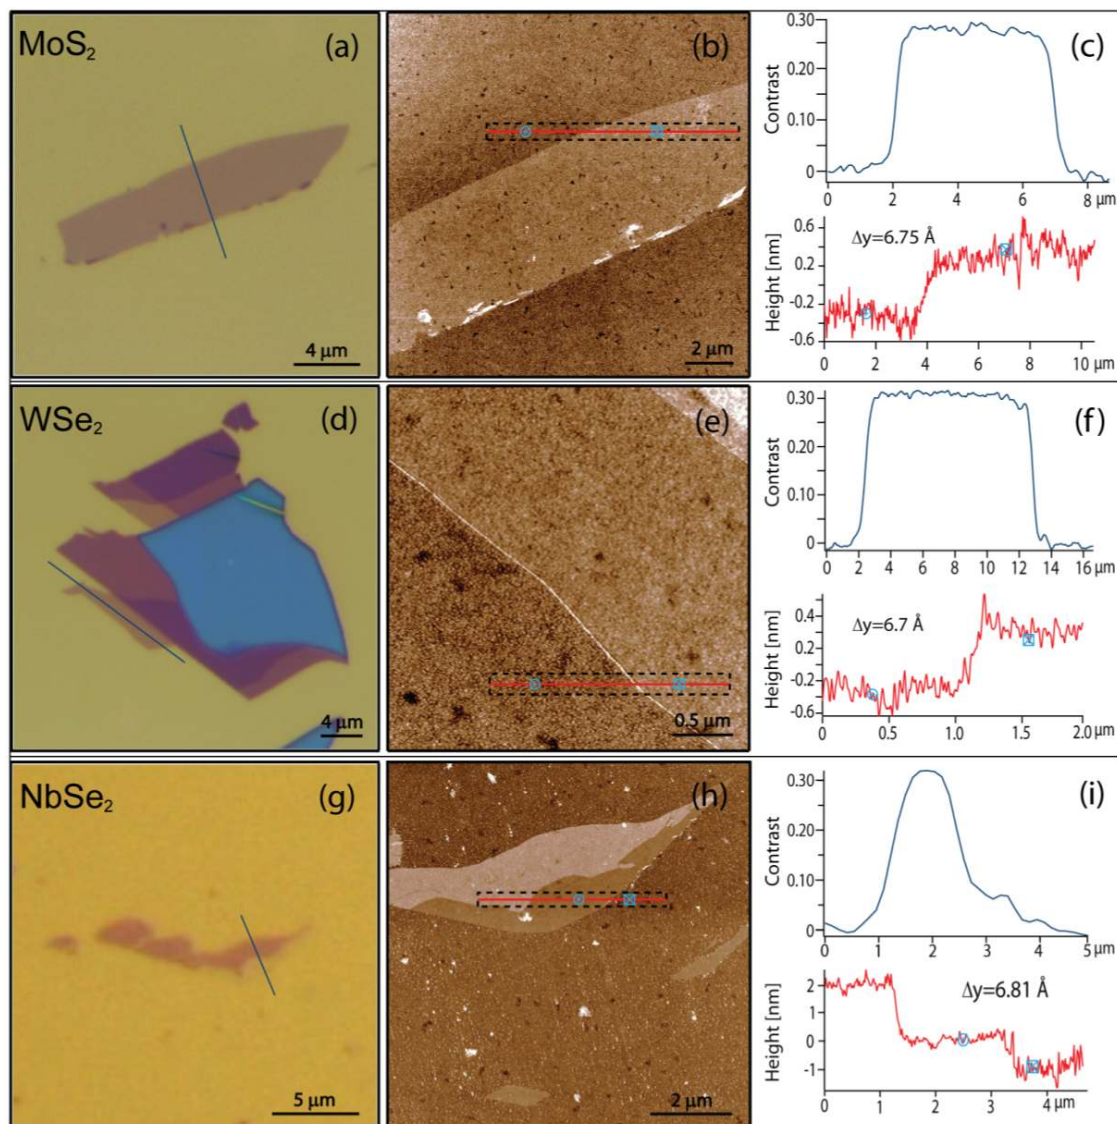 MoS2
(a)
4 μm
(b)
2 μm
(c)
Contrast
0.30
0.20
0.10
0
0 2 4 6 8 μm
Height [nm]
Δy=6.75 Å
0.6
0.2
-0.2
-0.6
0 2 4 6 8 10 μm
WSe2
(d)
4 μm
(e)
0.5 μm
(f)
Contrast
0.30
0.20
0.30
0
0 2 4 6 8 10 12 14 16 μm
Height [nm]
Δy=6.7 Å
0.4
0.2
-0.2
-0.6
0 0.5 1.0 1.5 2.0 μm
NbSe2
(g)
5 μm
(h)
2 μm
(i)
Contrast
0.30
0.20
0.30
0
0 1 2 3 4 5 μm
Height [nm]
Δy=6.81 Å
2
0
-1
0 1 2 3 4 μm